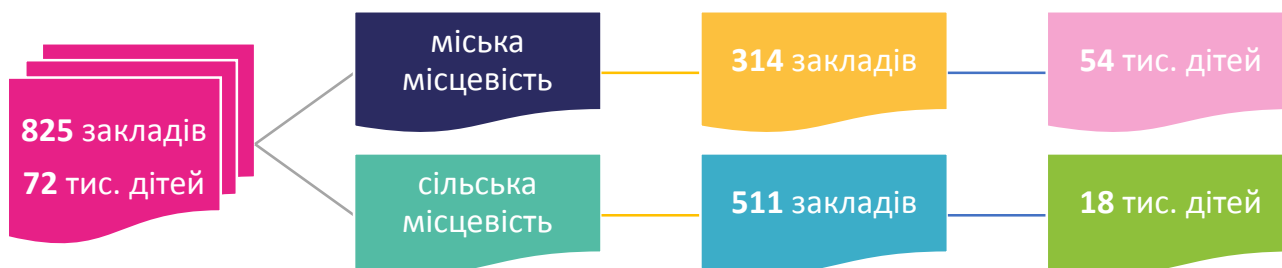 825 закладів
72 тис. дітей
міська
місцевість
314 закладів
54 тис. дітей
сільська
місцевість
511 закладів
18 тис. дітей